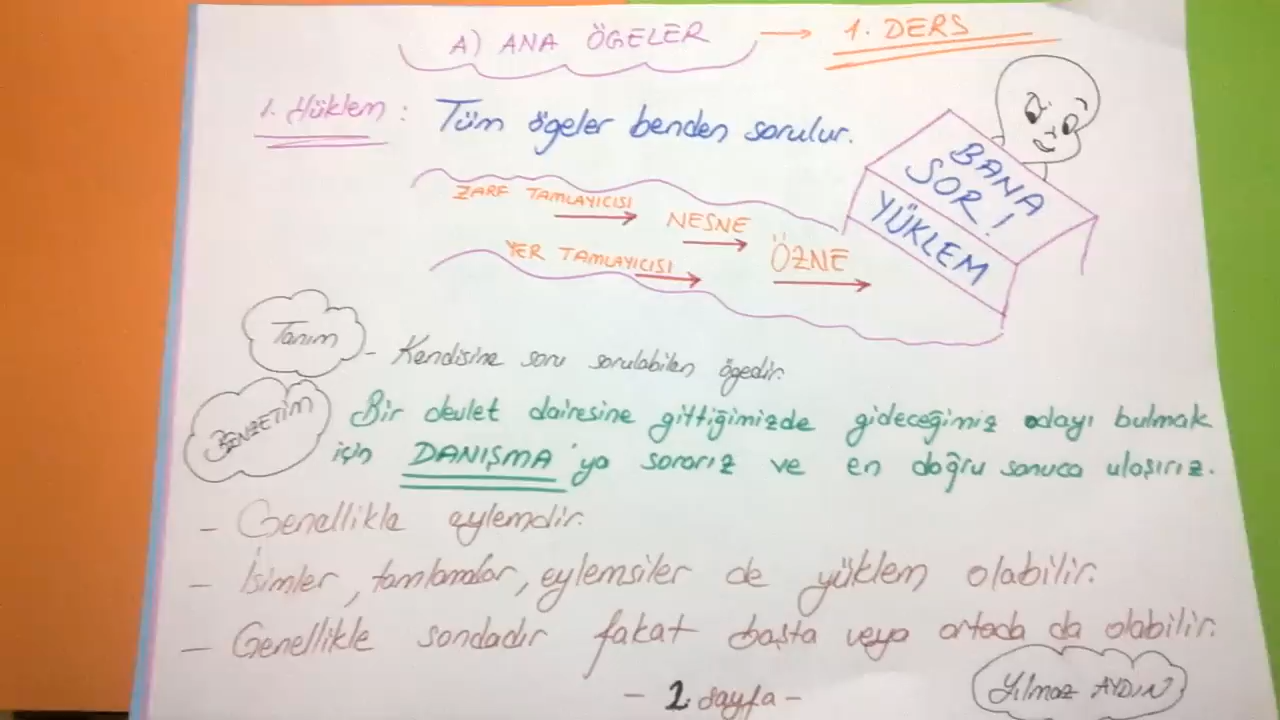 A) ANA ÖGELER → 1. DERS
1. Yüklem : Tüm ögeler benden sorulur.
BANA
SOR!
YÜKLEM
ZARF TAMLAYICISI
NESNE
YER TAMLAYICISI
ÖZNE
Tanım - Kendisine soru sorulabilen ögedir.
BENZETİM Bir devlet dairesine gittiğimizde gideceğimiz odayı bulmak
için DANIŞMA'ya sorarız ve en doğru sonuca ulaşırız.
- Genellikle eylemdir.
- İsimler, tamlamalar, eylemsiler de yüklem olabilir.
- Genellikle sondadır fakat başta veya ortada da olabilir.
- 2. sayfa -
Yılmaz AYDIN